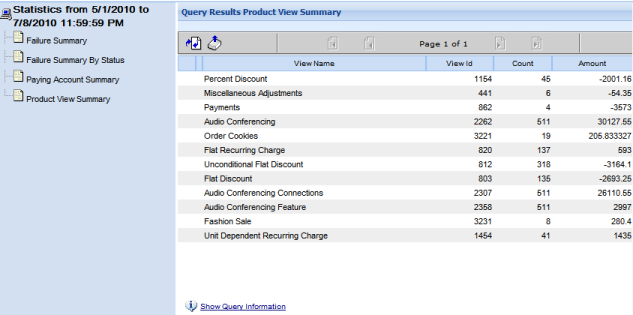 Statistics from 5/1/2010 to
7/8/2010 11:59:59 PM
Failure Summary
Failure Summary By Status
Paying Account Summary
Product View Summary
Query Results Product View Summary
Page 1 of 1
View Name View Id Count Amount
Percent Discount 1154 45 -2001.16
Miscellaneous Adjustments 441 6 -54.35
Payments 862 4 -3573
Audio Conferencing 2262 511 30127.55
Order Cookies 3221 19 205.833327
Flat Recurring Charge 820 137 593
Unconditional Flat Discount 812 318 -3164.1
Flat Discount 803 135 -2693.25
Audio Conferencing Connections 2307 511 26110.55
Audio Conferencing Feature 2358 511 2997
Fashion Sale 3231 8 280.4
Unit Dependent Recurring Charge 1454 41 1435
Show Query Information